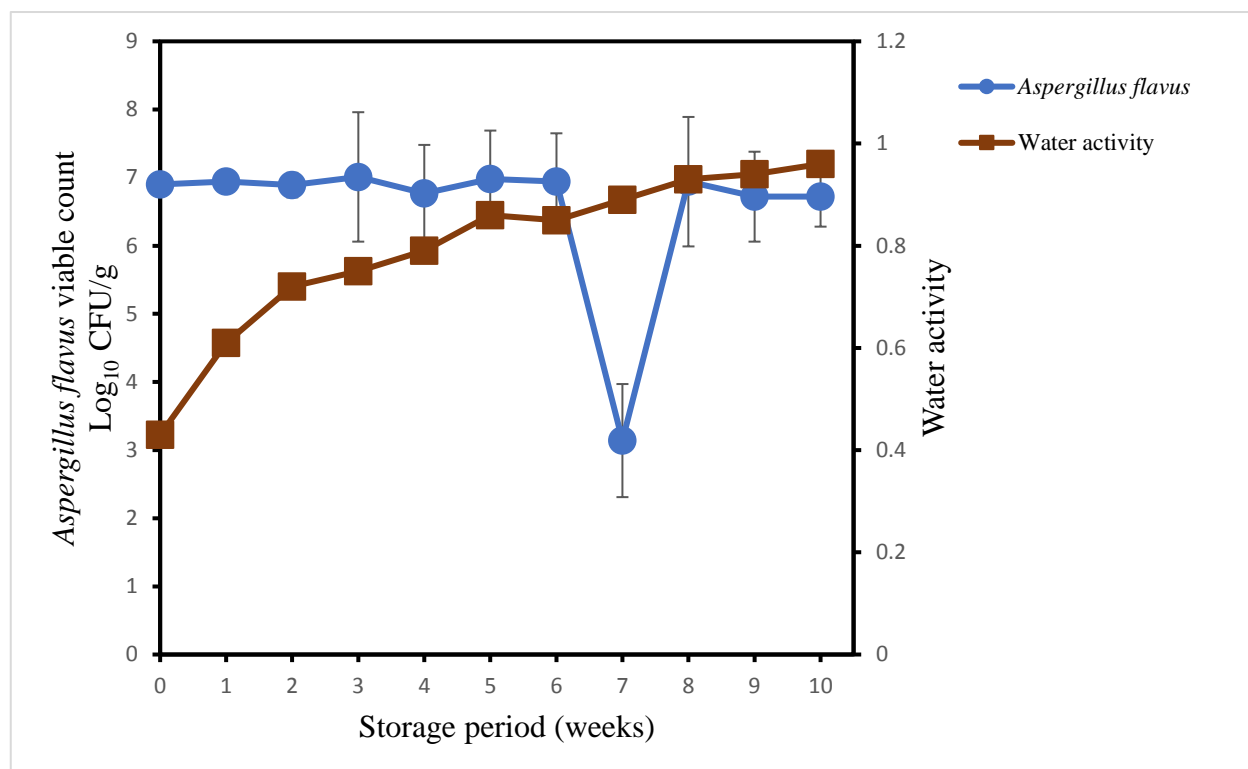 Aspergillus flavus viable count
Log₁₀ CFU/g
9
8
7
6
5
4
3
2
1
0
0 1 2 3 4 5 6 7 8 9 10
Storage period (weeks)
1.2
1
0.8
0.6
0.4
0.2
0
Water activity
Aspergillus flavus
Water activity